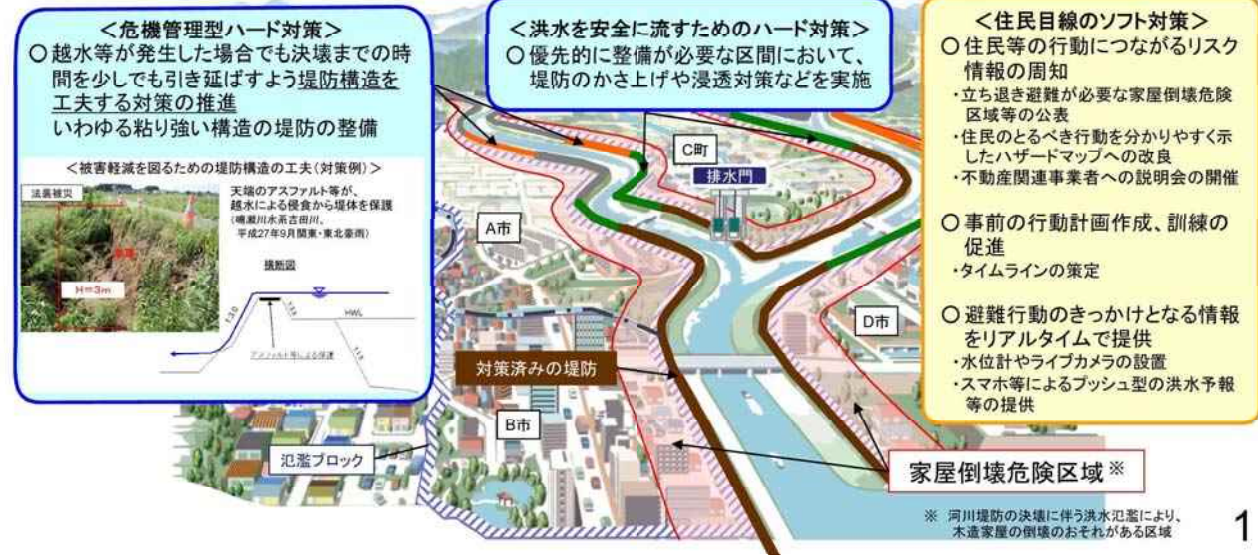 ＜危機管理型ハード対策＞
○越水等が発生した場合でも決壊までの時
間を少しでも引き延ばすよう堤防構造を
工夫する対策の推進
いわゆる粘り強い構造の堤防の整備
＜被害軽減を図るための堤防構造の工夫(対策例)＞
法裏被災
H=3m
天端のアスファルト等が、
越水による侵食から堤体を保護
(鳴瀬川水系吉田川、
平成27年9月関東・東北豪雨)
横断図
HWL
アスファルト等による保護
＜洪水を安全に流すためのハード対策＞
○優先的に整備が必要な区間において、
堤防のかさ上げや浸透対策などを実施
C町
排水門
A市
D市
対策済みの堤防
B市
氾濫ブロック
家屋倒壊危険区域※
＜住民目線のソフト対策＞
○住民等の行動につながるリスク
情報の周知
・立ち退き避難が必要な家屋倒壊危険
区域等の公表
・住民のとるべき行動を分かりやすく示
したハザードマップへの改良
・不動産関連事業者への説明会の開催
○事前の行動計画作成、訓練の
促進
・タイムラインの策定
○避難行動のきっかけとなる情報
をリアルタイムで提供
・水位計やライブカメラの設置
・スマホ等によるプッシュ型の洪水予報
等の提供
※ 河川堤防の決壊に伴う洪水氾濫により、
木造家屋の倒壊のおそれがある区域
1